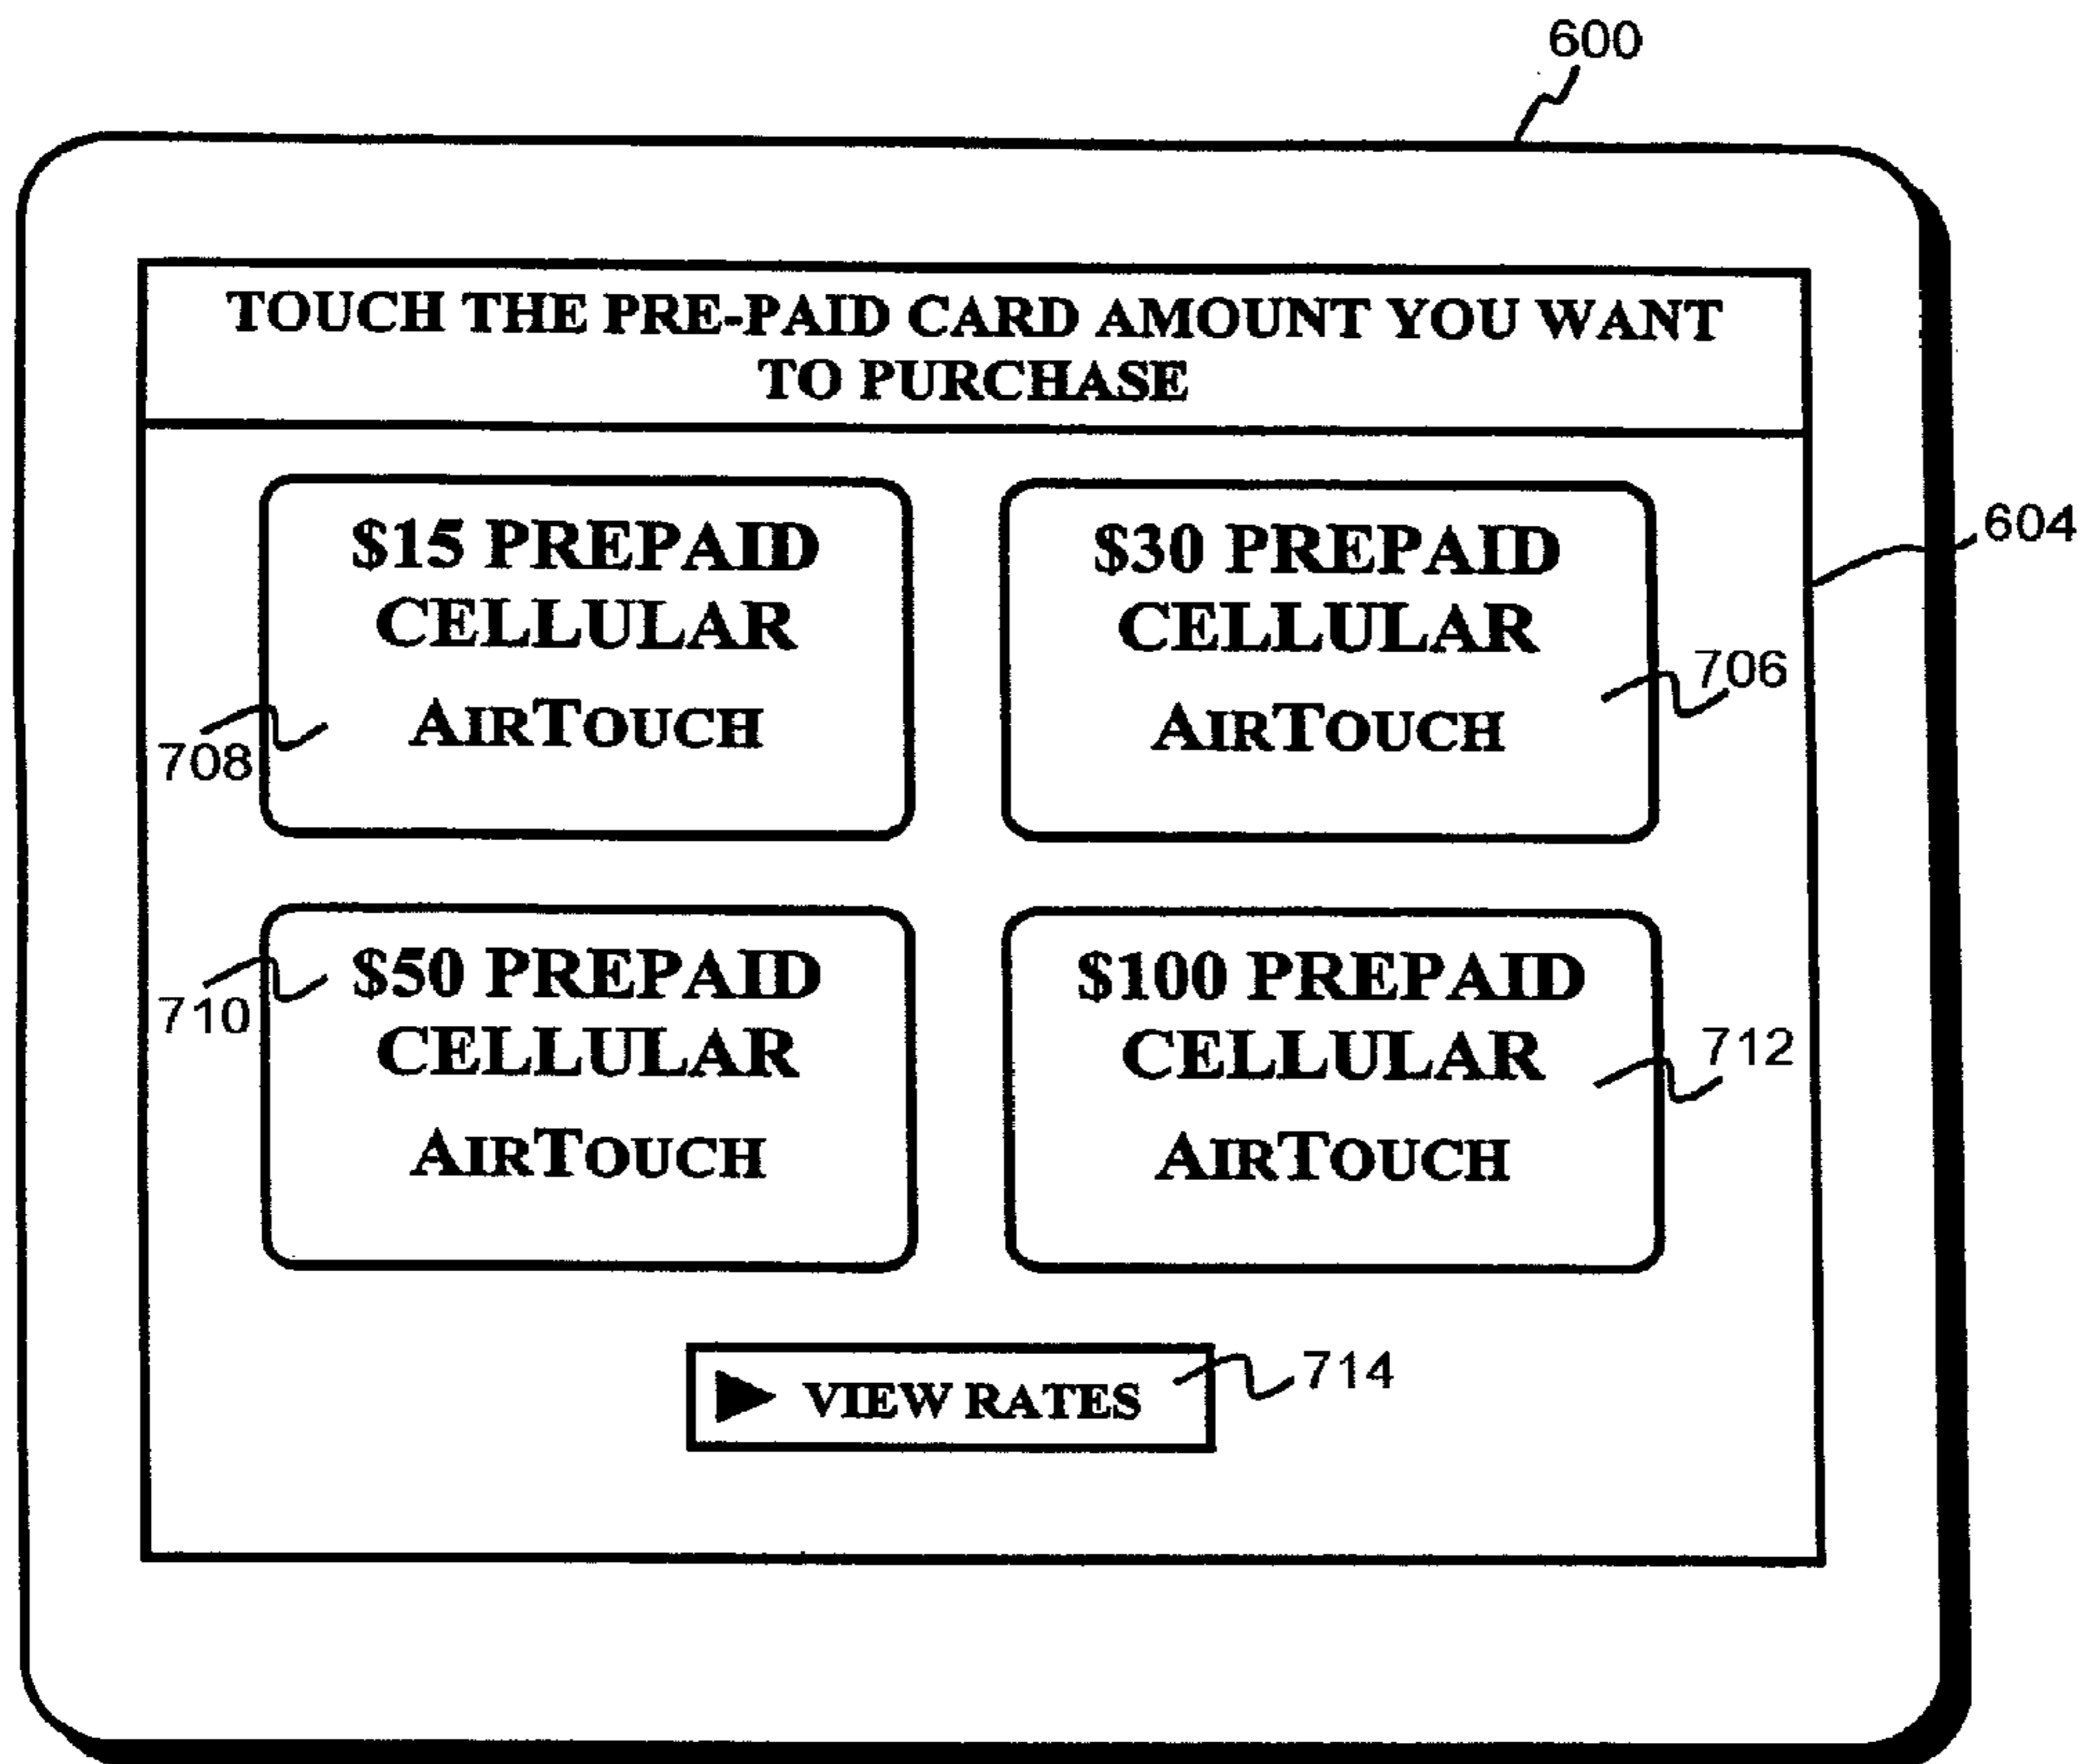 600
TOUCH THE PRE-PAID CARD AMOUNT YOU WANT
TO PURCHASE
604
$15 PREPAID
CELLULAR
AIRTOUCH
708
$30 PREPAID
CELLULAR
AIRTOUCH
706
$50 PREPAID
CELLULAR
AIRTOUCH
710
$100 PREPAID
CELLULAR
AIRTOUCH
712
VIEW RATES
714